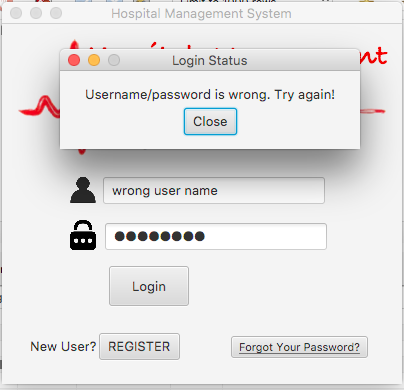 Hospital Management System
Login Status
Username/password is wrong. Try again!
Close
wrong user name
Login
New User? REGISTER
Forgot Your Password?